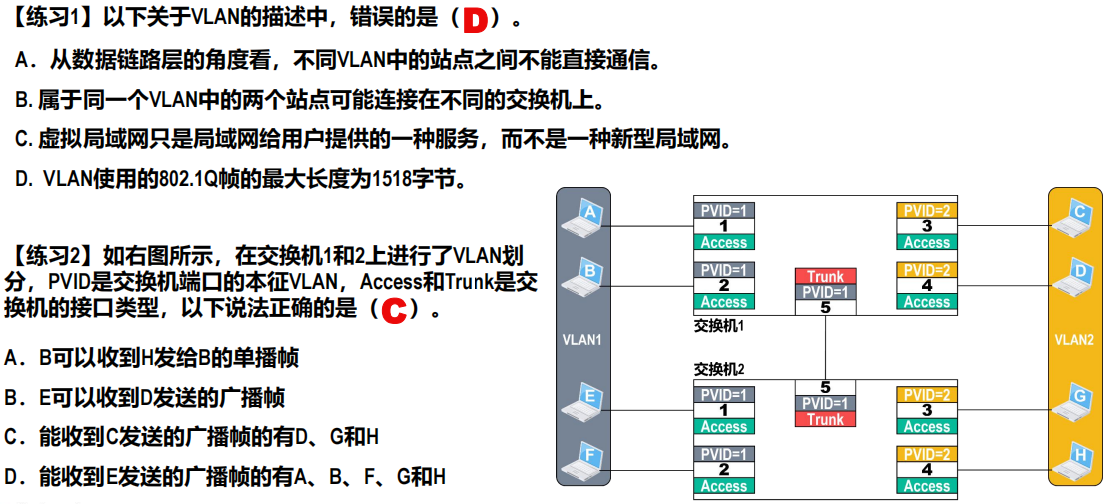 【练习1】以下关于VLAN的描述中，错误的是（D）。
A．从数据链路层的角度看，不同VLAN中的站点之间不能直接通信。
B. 属于同一个VLAN中的两个站点可能连接在不同的交换机上。
C. 虚拟局域网只是局域网给用户提供的一种服务，而不是一种新型局域网。
D. VLAN使用的802.1Q帧的最大长度为1518字节。
【练习2】如右图所示，在交换机1和2上进行了VLAN划
分，PVID是交换机端口的本征VLAN，Access和Trunk是交
换机的接口类型，以下说法正确的是（C）。
A．B可以收到H发给B的单播帧
B．E可以收到D发送的广播帧
C．能收到C发送的广播帧的有D、G和H
D．能收到E发送的广播帧的有A、B、F、G和H
VLAN1
A
B
E
F
PVID=1
1
Access
PVID=1
2
Access
Trunk
PVID=1
5
PVID=2
3
Access
PVID=2
4
Access
交换机1
交换机2
PVID=1
1
Access
PVID=1
2
Access
5
PVID=1
Trunk
PVID=2
3
Access
PVID=2
4
Access
C
D
VLAN2
G
H